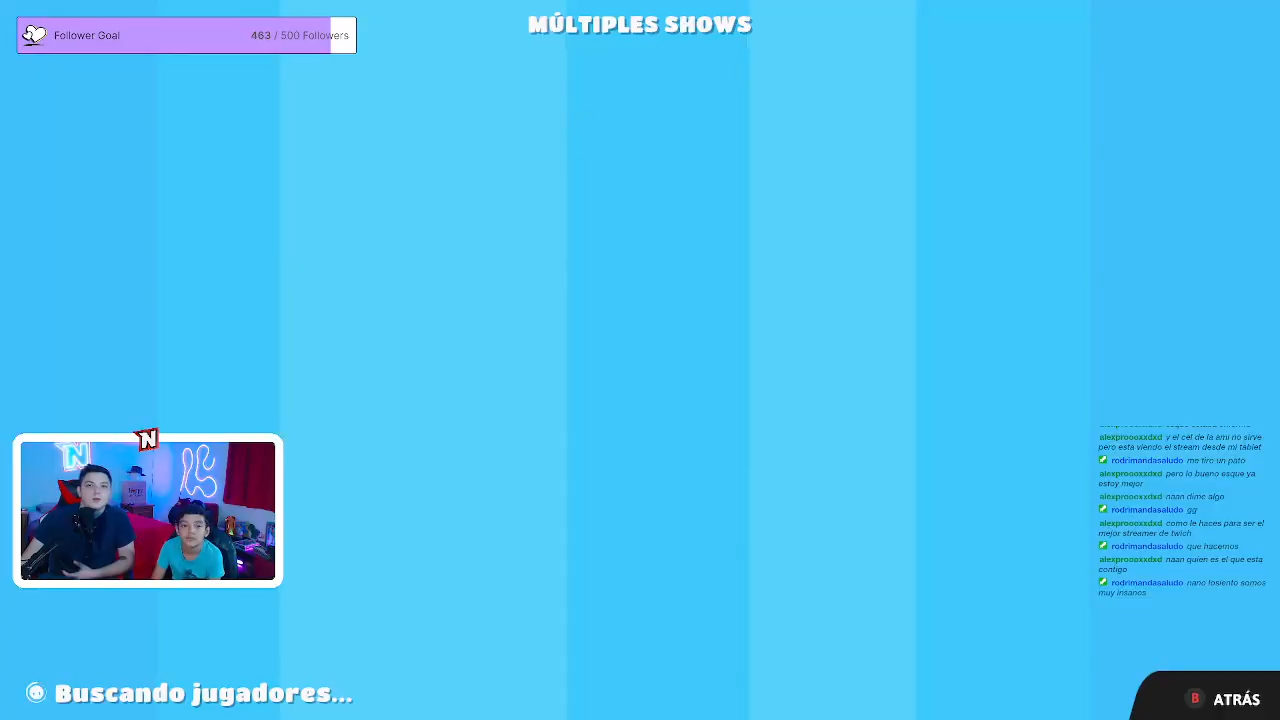 MÚLTIPLES SHOWS
Follower Goal 463 / 500 Followers
N
N
alexproooxxdxd y el cel de la ami no sirve
pero esta viendo el stream desde mi tablet
rodrimandasaludo me tiro un pato
alexproooxxdxd pero lo bueno esque ya
estoy mejor
alexproooxxdxd naan dime algo
rodrimandasaludo gg
alexproooxxdxd como le haces para ser el
mejor streamer de twich
rodrimandasaludo que hacemos
alexproooxxdxd naan quien es el que esta
contigo
rodrimandasaludo nano losiento somos
muy insanos
Buscando jugadores...
B ATRÁS